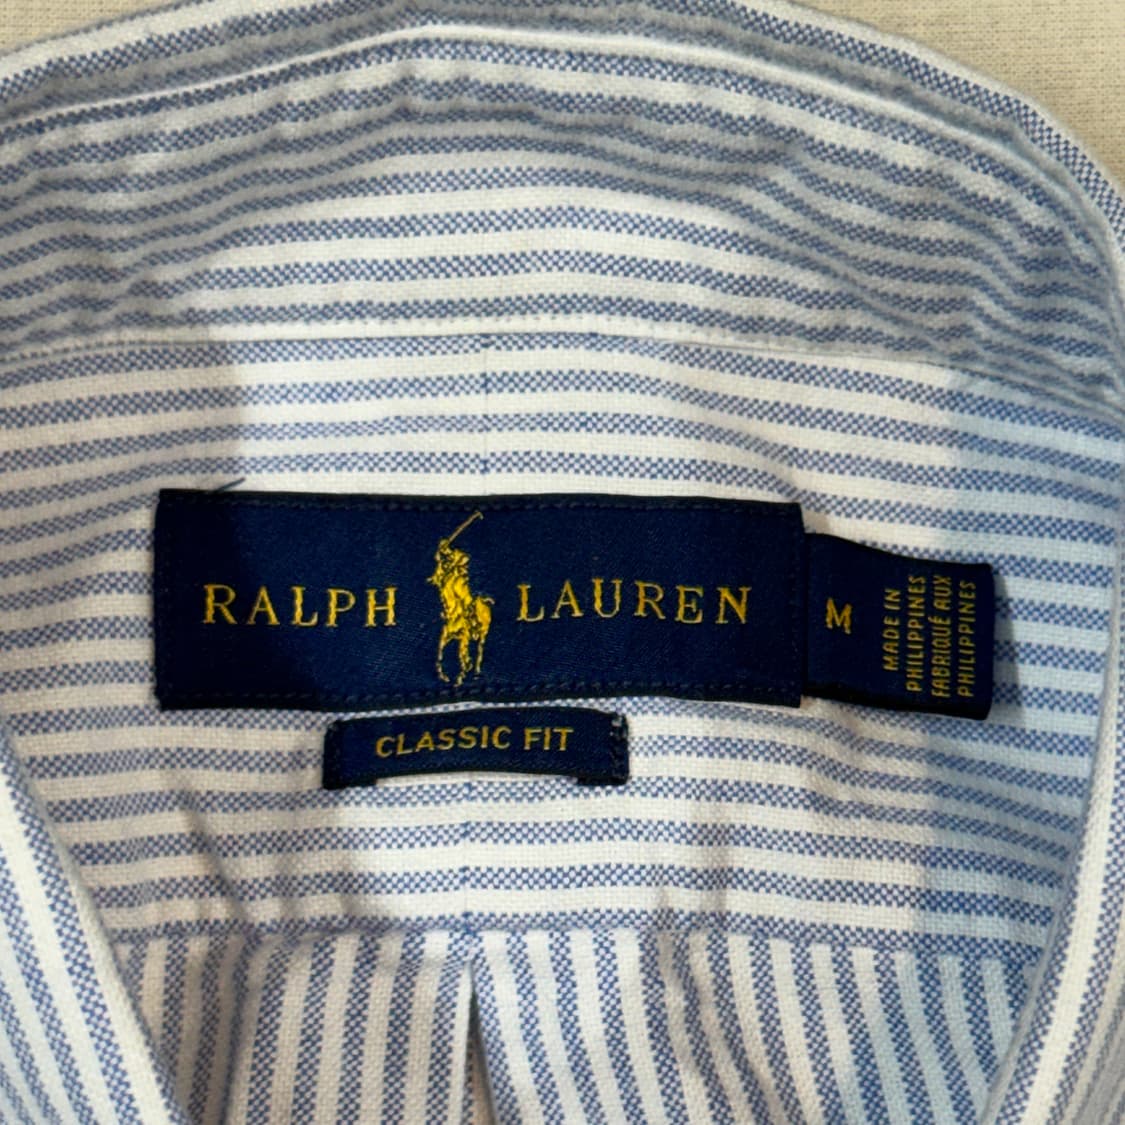 RALPH LAUREN
M
MADE IN
PHILIPPINES
FABRIQUÉ AUX
PHILIPPINES
CLASSIC FIT